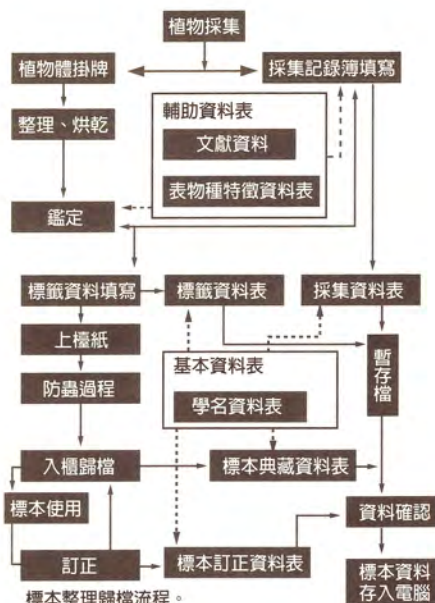 植物採集
植物體掛牌
採集記錄簿填寫
整理、烘乾
輔助資料表
文獻資料
表物種特徵資料表
鑑定
標籤資料填寫
標籤資料表
採集資料表
上檯紙
防蟲過程
基本資料表
學名資料表
暫存檔
入櫃歸檔
標本典藏資料表
標本使用
資料確認
訂正
標本訂正資料表
標本資料
存入電腦
標本整理歸檔流程。